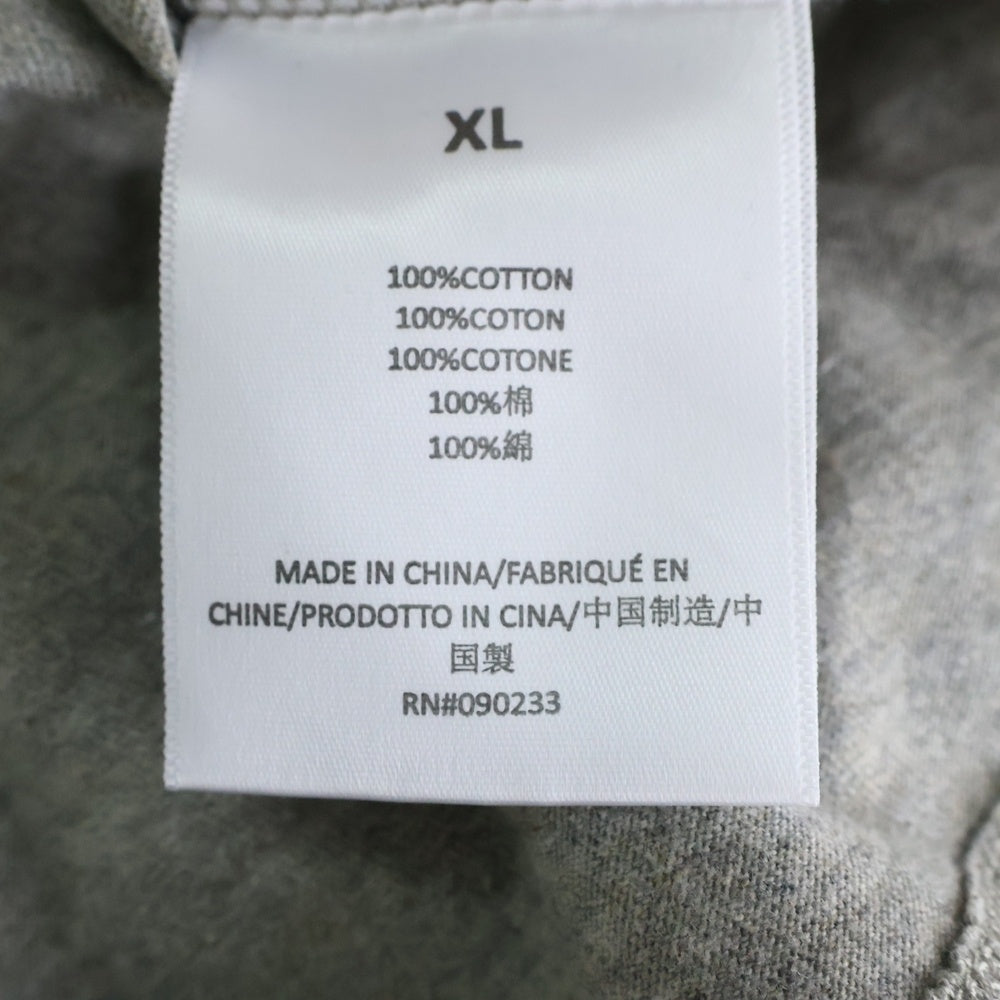 XL
100%COTTON
100%COTON
100%COTONE
100%棉
100%綿
MADE IN CHINA/FABRIQUÉ EN
CHINE/PRODOTTO IN CINA/中国制造/中
国製
RN#090233